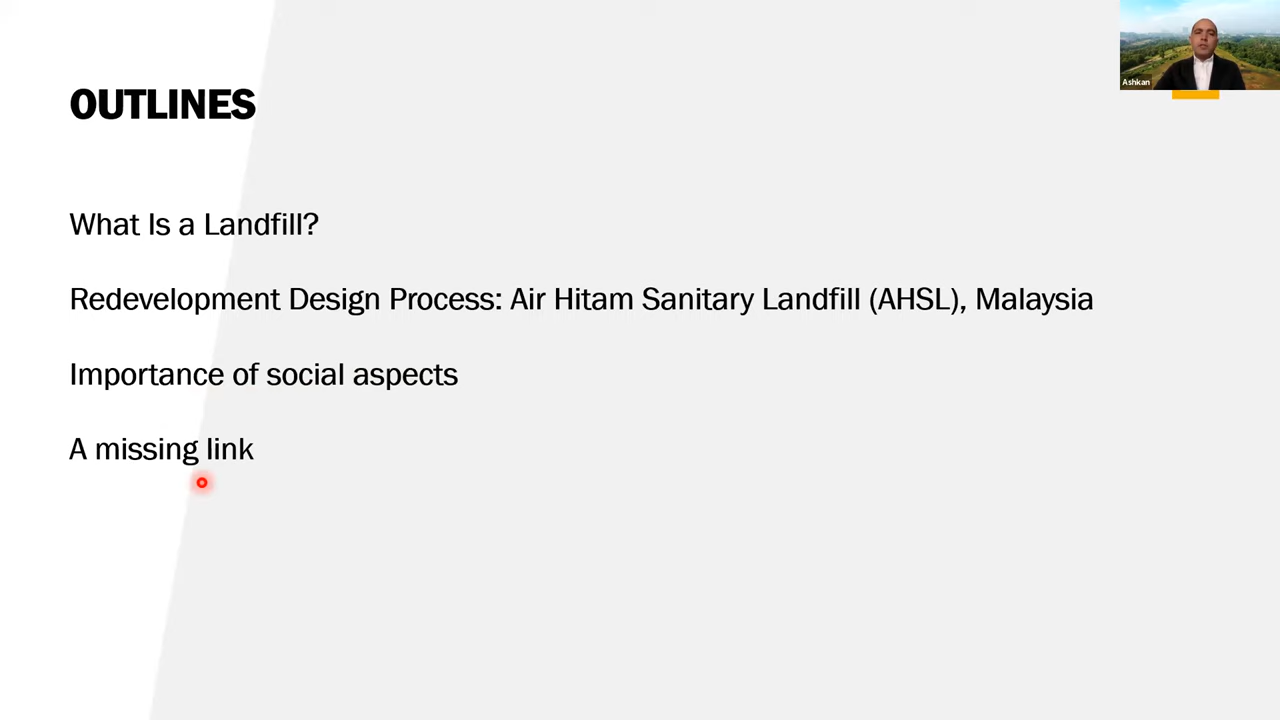 Ashkan
OUTLINES
What Is a Landfill?
Redevelopment Design Process: Air Hitam Sanitary Landfill (AHSL), Malaysia
Importance of social aspects
A missing link